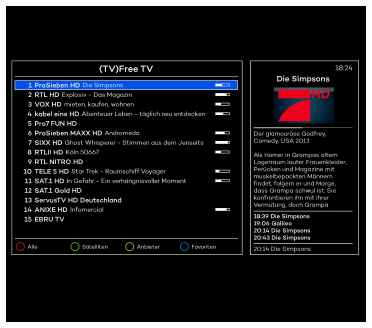 (TV)Free TV
1 ProSieben HD Die Simpsons
2 RTL HD Explosiv - Das Magazin
3 VOX HD mieten, kaufen, wohnen
4 kabel eins HD Abenteuer Leben - täglich neu entdecken
5 Pro7 FUN HD
6 ProSieben MAXX HD Andromeda
7 SIXX HD Ghost Whisperer - Stimmen aus dem Jenseits
8 RTLII HD Köln 50667
9 RTL NITRO HD
10 TELE 5 HD Star Trek - Raumschiff Voyager
11 SAT.1 HD In Gefahr - Ein verhängnisvoller Moment
12 SAT.1 Gold HD
13 ServusTV HD Deutschland
14 ANIXE HD Infomercial
15 EBRU TV
Alle
Satelliten
Anbieter
Favoriten
18:24
Die Simpsons
Der glamouröse Godfrey,
Comedy, USA 2013
Als Homer in Grampas altem
Lagerraum lauter Frauenkleider,
Perücken und Magazine mit
muskelbepackten Männern
findet, folgern er und Marge,
dass Grampa schwul ist. Sie
konfrontieren ihn mit ihrer
Vermutung, doch Grampa
18:39 Die Simpsons
19:06 Galileo
20:14 Die Simpsons
20:43 Die Simpsons
20:14 Die Simpsons